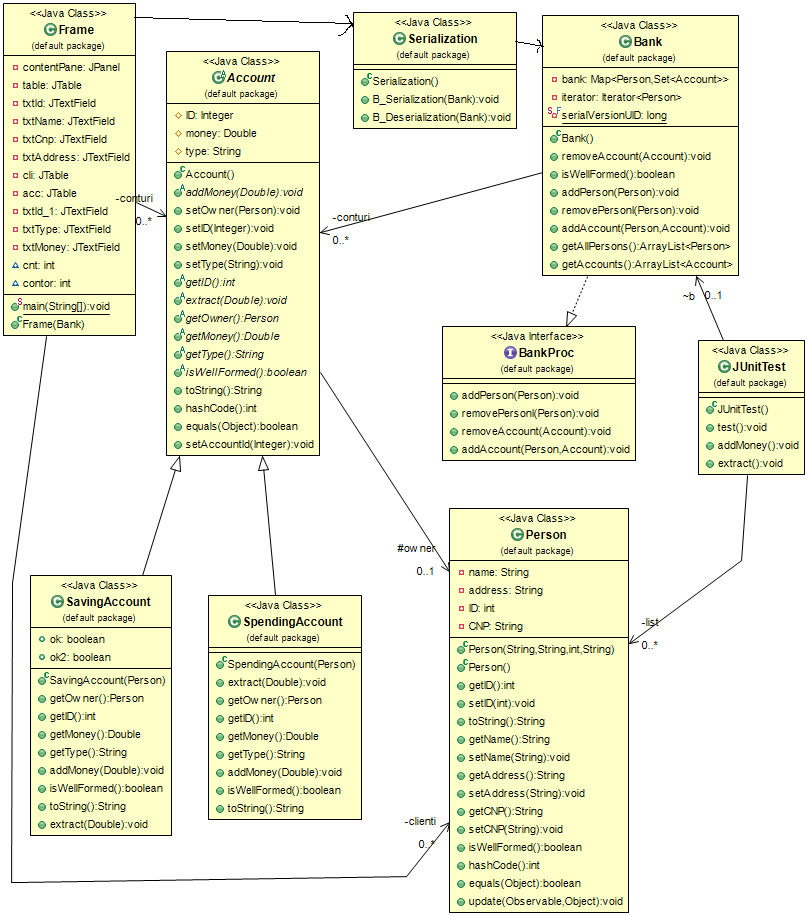 <<Java Class>>
Frame
(default package)
contentPane: JPanel
table: JTable
txtId: JTextField
txtName: JTextField
txtCnp: JTextField
txtAddress: JTextField
cli: JTable
acc: JTable
txtId_1: JTextField
txtType: JTextField
txtMoney: JTextField
cnt: int
contor: int
main(String[]):void
Frame(Bank)
<<Java Class>>
Account
(default package)
ID: Integer
money: Double
type: String
Account()
addMoney(Double):void
setOwner(Person):void
setID(Integer):void
setMoney(Double):void
setType(String):void
getID():int
extract(Double):void
getOwner():Person
getMoney():Double
getType():String
isWellFormed():boolean
toString():String
hashCode():int
equals(Object):boolean
setAccountId(Integer):void
<<Java Class>>
Serialization
(default package)
Serialization()
B_Serialization(Bank):void
B_Deserialization(Bank):void
<<Java Class>>
Bank
(default package)
bank: Map<Person,Set<Account>>
iterator: Iterator<Person>
serialVersionUID: long
Bank()
removeAccount(Account):void
isWellFormed():boolean
addPerson(Person):void
removePersonl(Person):void
addAccount(Person,Account):void
getAllPersons():ArrayList<Person>
getAccounts():ArrayList<Account>
-conturi
0..*
-conturi
0..*
~b 0..1
<<Java Interface>>
BankProc
(default package)
addPerson(Person):void
removePersonl(Person):void
removeAccount(Account):void
addAccount(Person,Account):void
<<Java Class>>
JUnitTest
(default package)
JUnitTest()
test():void
addMoney():void
extract():void
#owner
0..1
-list
0..*
<<Java Class>>
Person
(default package)
name: String
address: String
ID: int
CNP: String
Person(String,String,int,String)
Person()
getID():int
setID(int):void
toString():String
getName():String
setName(String):void
getAddress():String
setAddress(String):void
getCNP():String
setCNP(String):void
isWellFormed():boolean
hashCode():int
equals(Object):boolean
update(Observable,Object):void
<<Java Class>>
SavingAccount
(default package)
ok: boolean
ok2: boolean
SavingAccount(Person)
getOwner():Person
getID():int
getMoney():Double
getType():String
addMoney(Double):void
isWellFormed():boolean
toString():String
extract(Double):void
<<Java Class>>
SpendingAccount
(default package)
SpendingAccount(Person)
extract(Double):void
getOwner():Person
getID():int
getMoney():Double
getType():String
addMoney(Double):void
isWellFormed():boolean
toString():String
-clienti
0..*